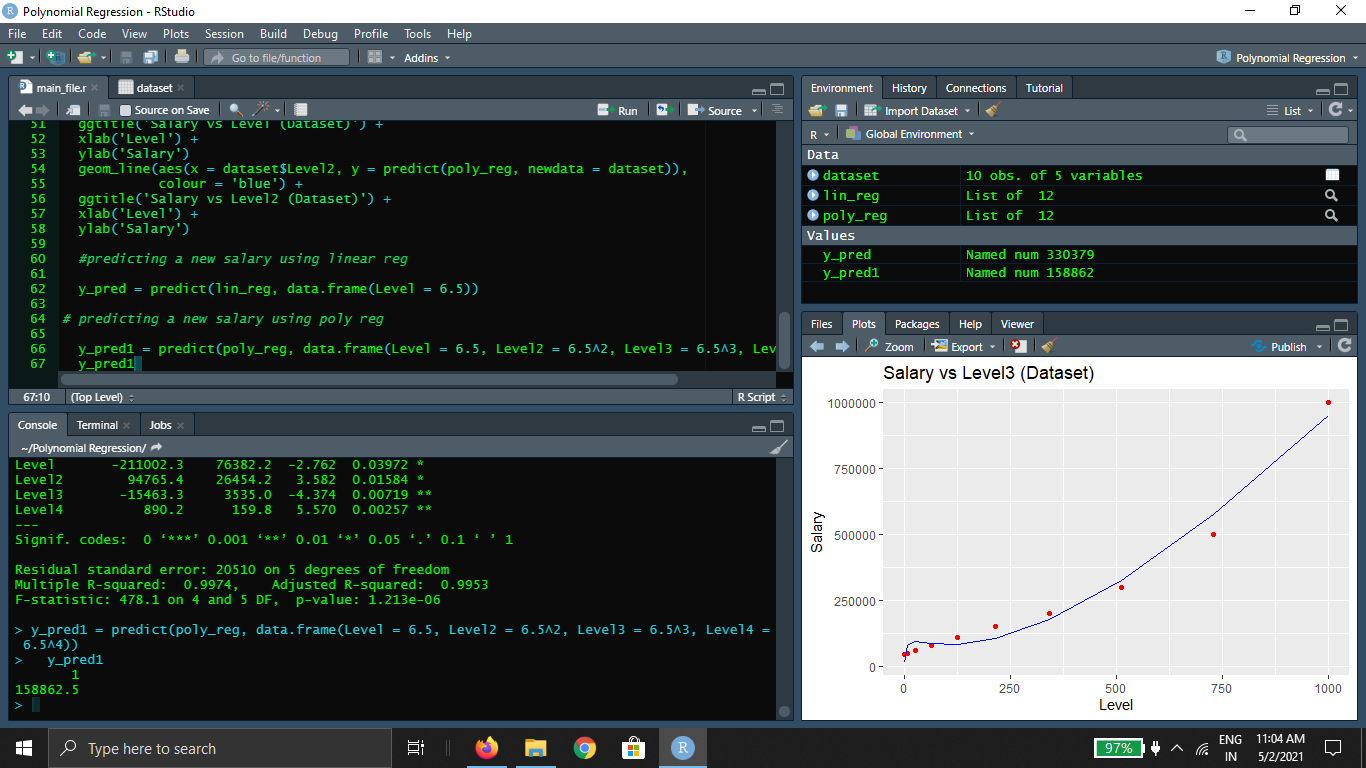 Polynomial Regression - RStudio
File Edit Code View Plots Session Build Debug Profile Tools Help
Go to file/function
Addins
Polynomial Regression
main_file.r
dataset
Source on Save
Run
Source
51 ggtitle('Salary vs Level (Dataset)') +
52 xlab('Level') +
53 ylab('Salary')
54 geom_line(aes(x = dataset$Level2, y = predict(poly_reg, newdata = dataset)),
55 colour = 'blue') +
56 ggtitle('Salary vs Level2 (Dataset)') +
57 xlab('Level') +
58 ylab('Salary')
59
60 #predicting a new salary using linear reg
61
62 y_pred = predict(lin_reg, data.frame(Level = 6.5))
63
64 # predicting a new salary using poly reg
65
66 y_pred1 = predict(poly_reg, data.frame(Level = 6.5, Level2 = 6.5^2, Level3 = 6.5^3, Lev
67 y_pred1
67:10
(Top Level)
R Script
Console
Terminal
Jobs
~/Polynomial Regression/
Level -211002.3 76382.2 -2.762 0.03972 *
Level2 94765.4 26454.2 3.582 0.01584 *
Level3 -15463.3 3535.0 -4.374 0.00719 **
Level4 890.2 159.8 5.570 0.00257 **
---
Signif. codes: 0 ‘***’ 0.001 ‘**’ 0.01 ‘*’ 0.05 ‘.’ 0.1 ‘ ’ 1
Residual standard error: 20510 on 5 degrees of freedom
Multiple R-squared: 0.9974, Adjusted R-squared: 0.9953
F-statistic: 478.1 on 4 and 5 DF, p-value: 1.213e-06
> y_pred1 = predict(poly_reg, data.frame(Level = 6.5, Level2 = 6.5^2, Level3 = 6.5^3, Level4 =
6.5^4))
> y_pred1
1
158862.5
>
Environment
History
Connections
Tutorial
Import Dataset
List
R
Global Environment
Data
dataset 10 obs. of 5 variables
lin_reg List of 12
poly_reg List of 12
Values
y_pred Named num 330379
y_pred1 Named num 158862
Files
Plots
Packages
Help
Viewer
Zoom
Export
Publish
Salary vs Level3 (Dataset)
1000000
750000
500000
250000
0
Salary
0 250 500 750 1000
Level
Type here to search
97%
ENG
IN
11:04 AM
5/2/2021